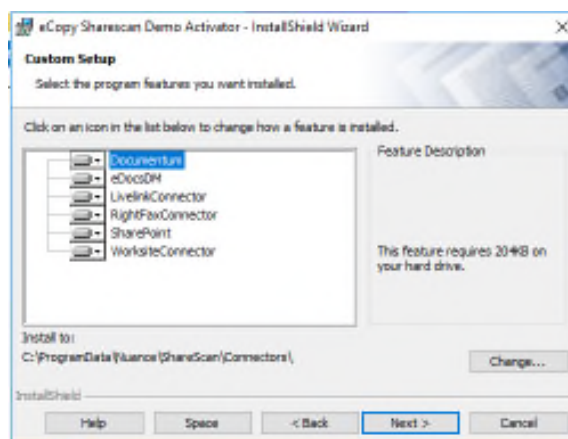 eCopy Sharescan Demo Activator - InstallShield Wizard
Custom Setup
Select the program features you want installed.
Click on an icon in the list below to change how a feature is installed.
Documentum
eDocsDM
LivelinkConnector
RightFaxConnector
SharePoint
WorksiteConnector
Feature Description
This feature requires 204KB on
your hard drive.
Install to:
C:\ProgramData\Nuance\ShareScan\Connectors\
Change...
InstallShield
Help
Space
< Back
Next >
Cancel